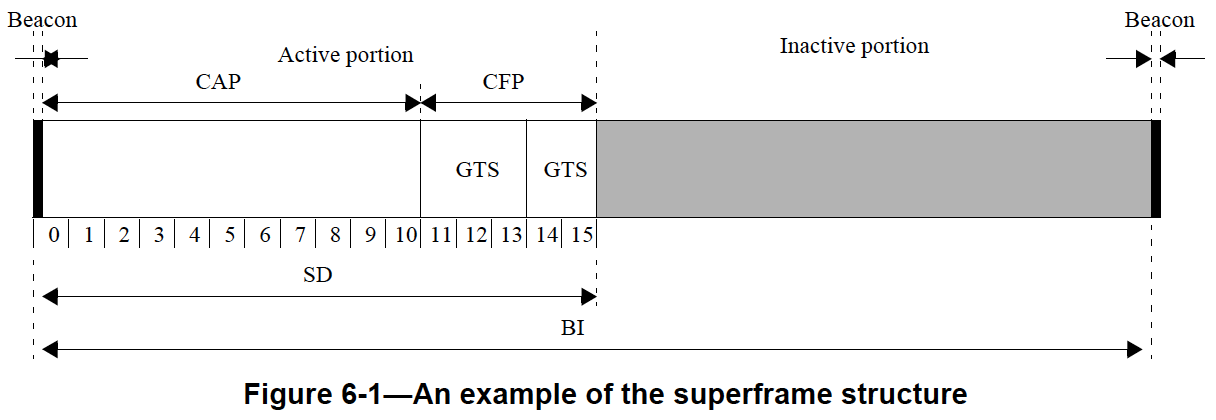 Beacon Beacon
Active portion Inactive portion
CAP CFP
GTS GTS
0 1 2 3 4 5 6 7 8 9 10 11 12 13 14 15
SD
BI
Figure 6-1—An example of the superframe structure